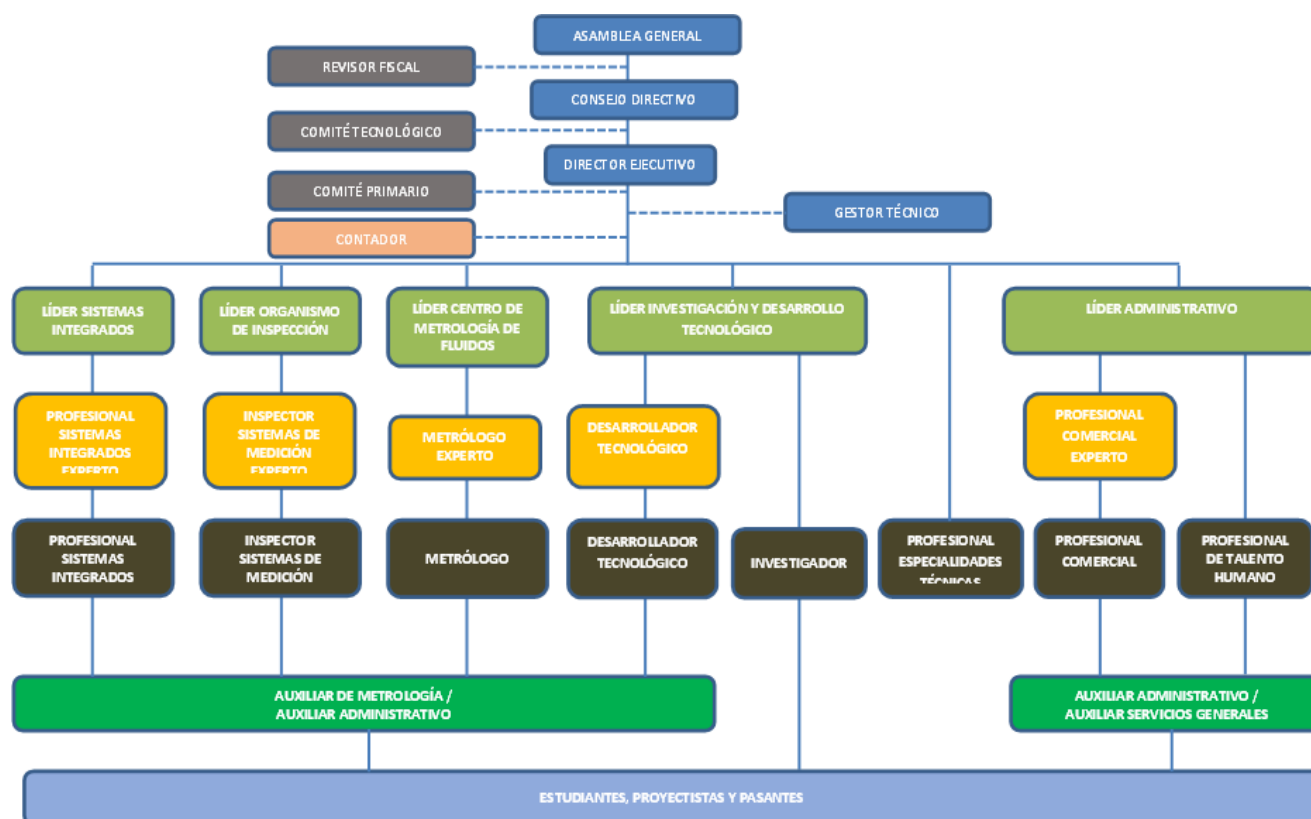 ASAMBLEA GENERAL
REVISOR FISCAL
CONSEJO DIRECTIVO
COMITÉ TECNOLÓGICO
DIRECTOR EJECUTIVO
COMITÉ PRIMARIO
GESTOR TÉCNICO
CONTADOR
LÍDER SISTEMAS
INTEGRADOS
LÍDER ORGANISMO
DE INSPECCIÓN
LÍDER CENTRO DE
METROLOGÍA DE
FLUIDOS
LÍDER INVESTIGACIÓN Y DESARROLLO
TECNOLÓGICO
LÍDER ADMINISTRATIVO
PROFESIONAL
SISTEMAS
INTEGRADOS
EXPERTO
INSPECTOR
SISTEMAS DE
MEDICIÓN
EXPERTO
METRÓLOGO
EXPERTO
DESARROLLADOR
TECNOLÓGICO
PROFESIONAL
COMERCIAL
EXPERTO
PROFESIONAL
SISTEMAS
INTEGRADOS
INSPECTOR
SISTEMAS DE
MEDICIÓN
METRÓLOGO
DESARROLLADOR
TECNOLÓGICO
INVESTIGADOR
PROFESIONAL
ESPECIALIDADES
TÉCNICAS
PROFESIONAL
COMERCIAL
PROFESIONAL
DE TALENTO
HUMANO
AUXILIAR DE METROLOGÍA /
AUXILIAR ADMINISTRATIVO
AUXILIAR ADMINISTRATIVO /
AUXILIAR SERVICIOS GENERALES
ESTUDIANTES, PROYECTISTAS Y PASANTES